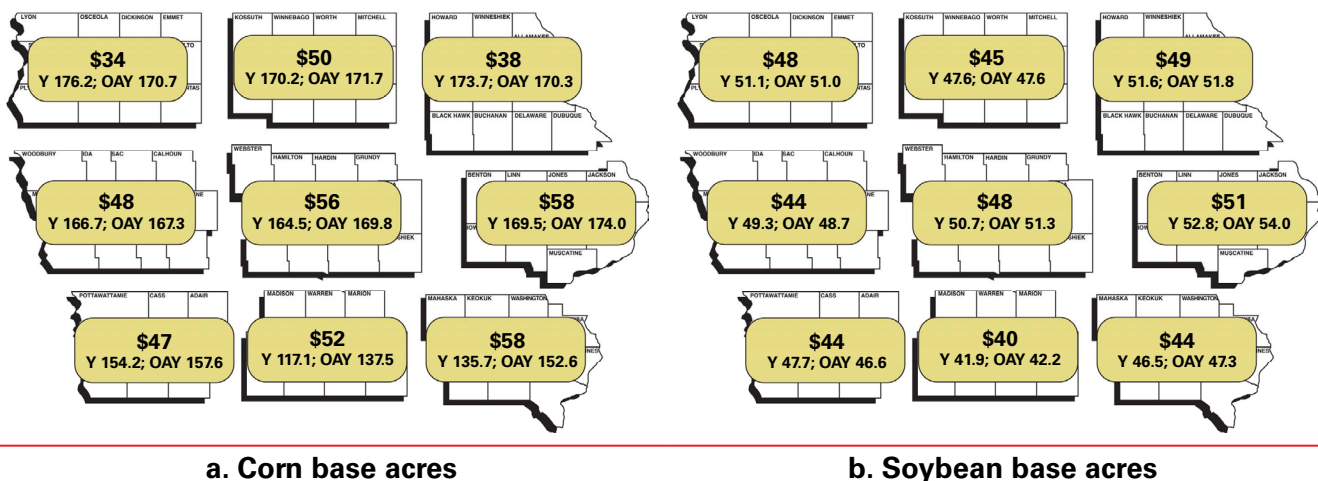 LYON OSCEOLA DICKINSON EMMET
$34
Y 176.2; OAY 170.7
KOSSUTH WINNEBAGO WORTH MITCHELL
$50
Y 170.2; OAY 171.7
HOWARD WINNESHIEK
ALLAMAKEE
$38
Y 173.7; OAY 170.3
BLACK HAWK BUCHANAN DELAWARE DUBUQUE
WOODBURY IDA SAC CALHOUN
$48
Y 166.7; OAY 167.3
WEBSTER
HAMILTON HARDIN GRUNDY
$56
Y 164.5; OAY 169.8
BENTON LINN JONES JACKSON
$58
Y 169.5; OAY 174.0
MUSCATINE
POTTAWATTAMIE CASS ADAIR
$47
Y 154.2; OAY 157.6
MADISON WARREN MARION
$52
Y 117.1; OAY 137.5
MAHASKA KEOKUK WASHINGTON
$58
Y 135.7; OAY 152.6
a. Corn base acres
LYON OSCEOLA DICKINSON EMMET
$48
Y 51.1; OAY 51.0
KOSSUTH WINNEBAGO WORTH MITCHELL
$45
Y 47.6; OAY 47.6
HOWARD WINNESHIEK
ALLAMAKEE
$49
Y 51.6; OAY 51.8
BLACK HAWK BUCHANAN DELAWARE DUBUQUE
WOODBURY IDA SAC CALHOUN
$44
Y 49.3; OAY 48.7
WEBSTER
HAMILTON HARDIN GRUNDY
$48
Y 50.7; OAY 51.3
BENTON LINN JONES JACKSON
$51
Y 52.8; OAY 54.0
MUSCATINE
POTTAWATTAMIE CASS ADAIR
$44
Y 47.7; OAY 46.6
MADISON WARREN MARION
$40
Y 41.9; OAY 42.2
MAHASKA KEOKUK WASHINGTON
$44
Y 46.5; OAY 47.3
b. Soybean base acres